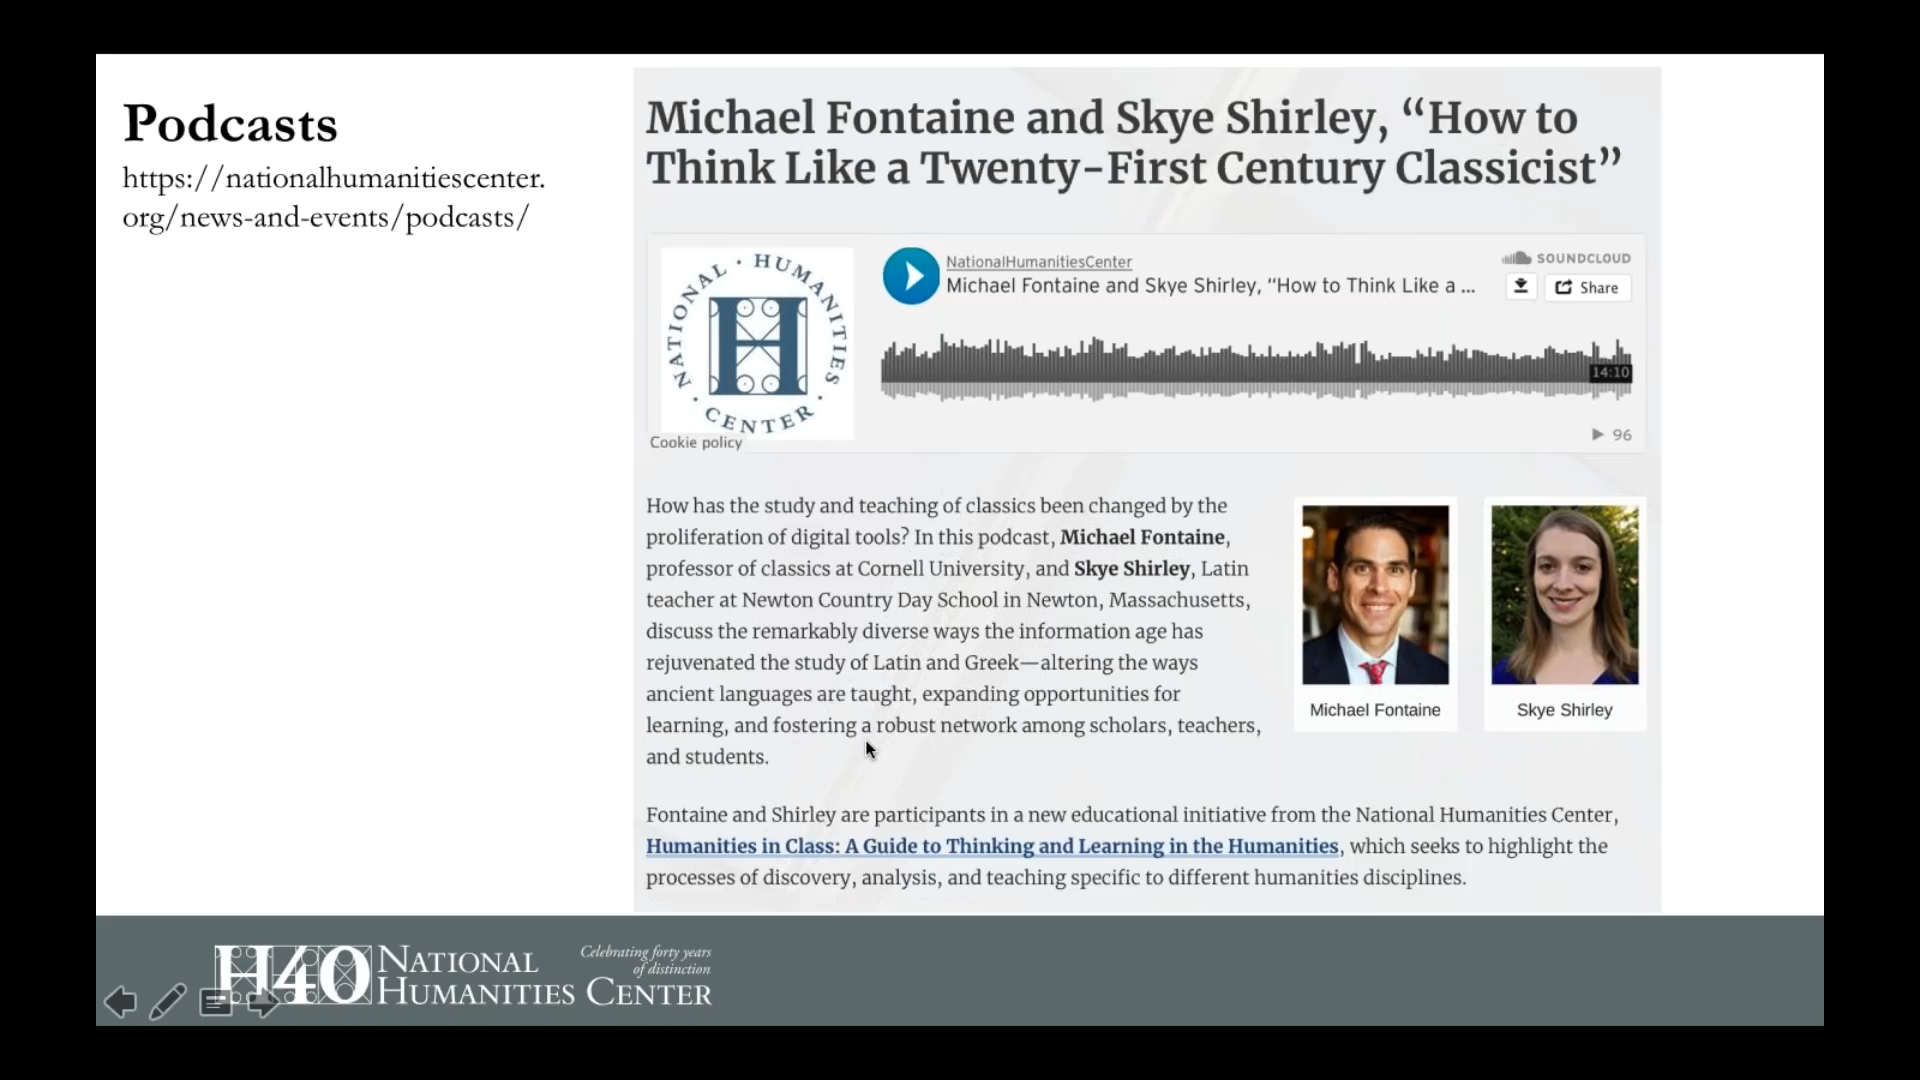 Podcasts
https://nationalhumanitiescenter.
org/news-and-events/podcasts/
Michael Fontaine and Skye Shirley, “How to
Think Like a Twenty-First Century Classicist”
NATIONAL · HUMANITIES · CENTER ·
H
NationalHumanitiesCenter
Michael Fontaine and Skye Shirley, “How to Think Like a ...
SOUNDCLOUD
Share
14:10
96
Cookie policy
How has the study and teaching of classics been changed by the
proliferation of digital tools? In this podcast, Michael Fontaine,
professor of classics at Cornell University, and Skye Shirley, Latin
teacher at Newton Country Day School in Newton, Massachusetts,
discuss the remarkably diverse ways the information age has
rejuvenated the study of Latin and Greek—altering the ways
ancient languages are taught, expanding opportunities for
learning, and fostering a robust network among scholars, teachers,
and students.
Michael Fontaine
Skye Shirley
Fontaine and Shirley are participants in a new educational initiative from the National Humanities Center,
Humanities in Class: A Guide to Thinking and Learning in the Humanities, which seeks to highlight the
processes of discovery, analysis, and teaching specific to different humanities disciplines.
H40
NATIONAL
HUMANITIES CENTER
Celebrating forty years
of distinction